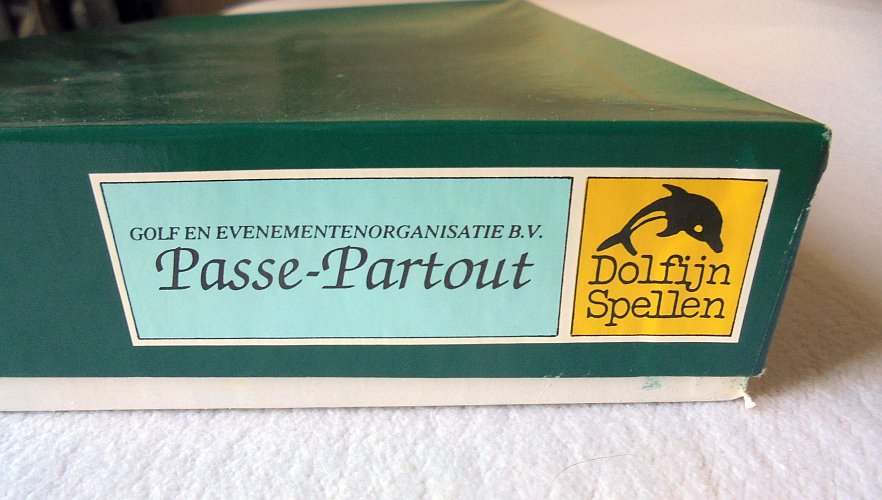 GOLF EN EVENEMENTENORGANISATIE B.V.
Passe-Partout
Dolfijn
Spellen